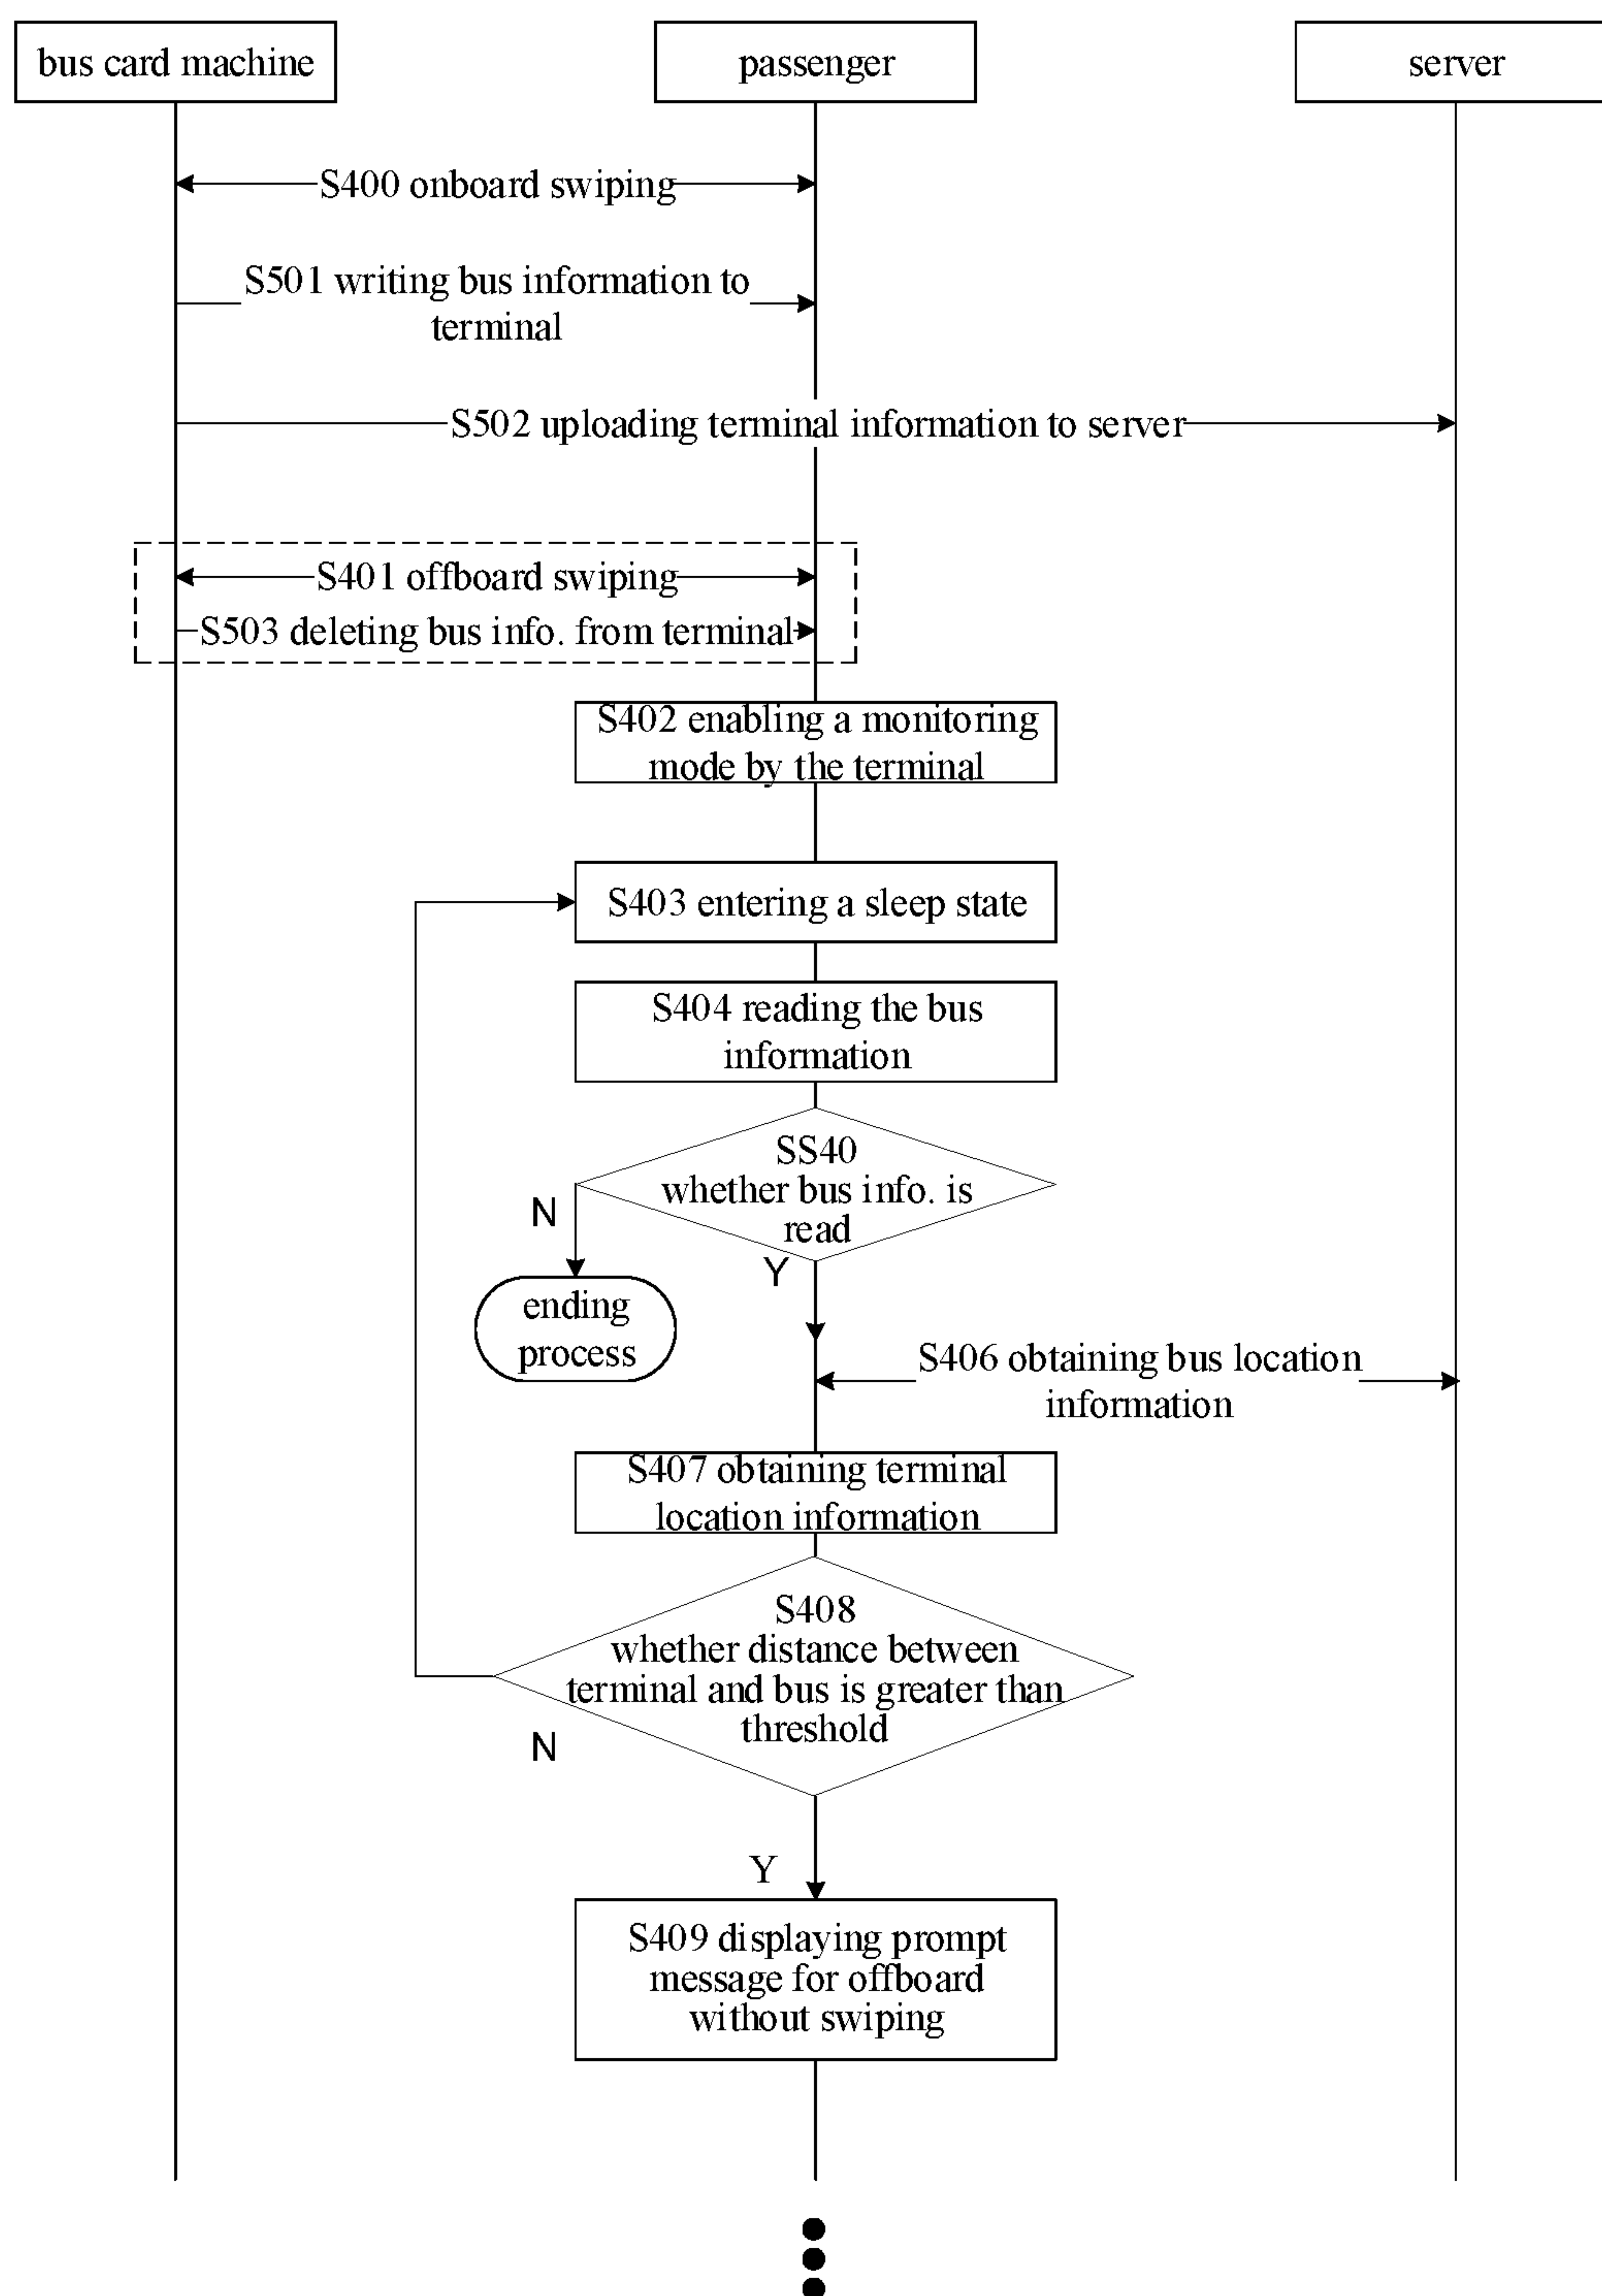 bus card machine
passenger
server
S400 onboard swiping
S501 writing bus information to
terminal
S502 uploading terminal information to server
S401 offboard swiping
S503 deleting bus info. from terminal
S402 enabling a monitoring
mode by the terminal
S403 entering a sleep state
S404 reading the bus
information
SS40
whether bus info. is
read
N
Y
ending
process
S406 obtaining bus location
information
S407 obtaining terminal
location information
S408
whether distance between
terminal and bus is greater than
threshold
N
Y
S409 displaying prompt
message for offboard
without swiping